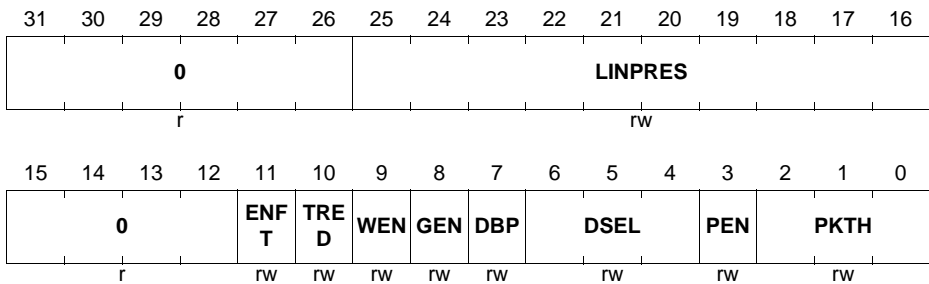 31 30 29 28 27 26 25 24 23 22 21 20 19 18 17 16
0 LINPRES
r rw
15 14 13 12 11 10 9 8 7 6 5 4 3 2 1 0
0 ENF T TRE D WEN GEN DBP DSEL PEN PKTH
r rw rw rw rw rw rw rw rw